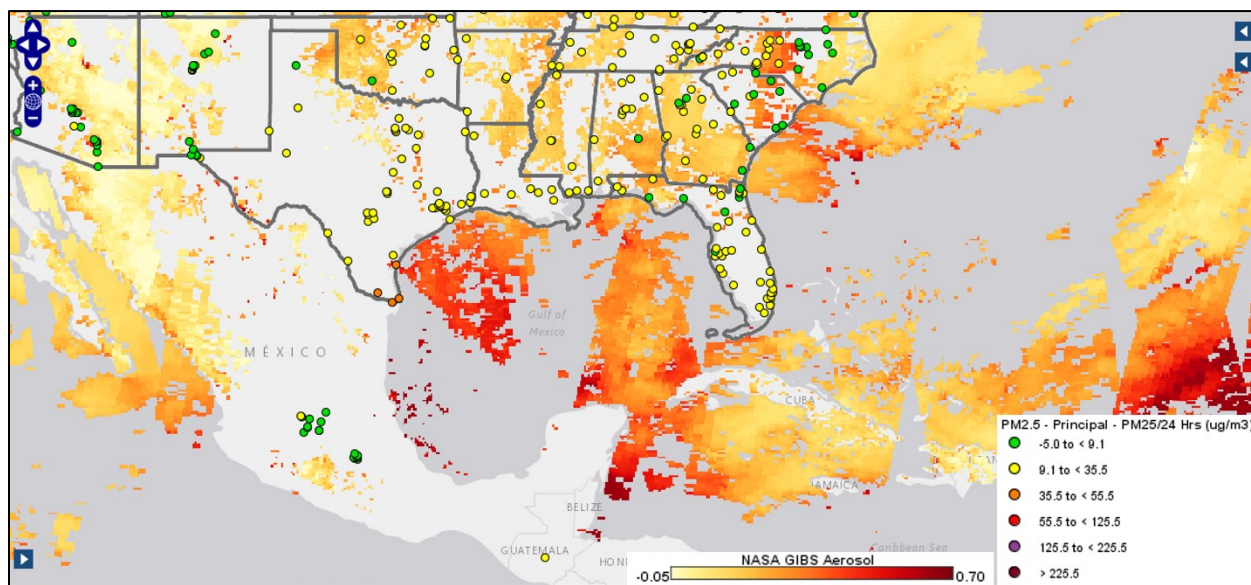 Gulf of
Mexico
MÉXICO
CUBA
JAMAICA
BELIZE
GUATEMALA
Caribbean Sea
NASA GIBS Aerosol
-0.05
0.70
PM2.5 - Principal - PM25/24 Hrs (ug/m3)
-5.0 to < 9.1
9.1 to < 35.5
35.5 to < 55.5
55.5 to < 125.5
125.5 to < 225.5
> 225.5